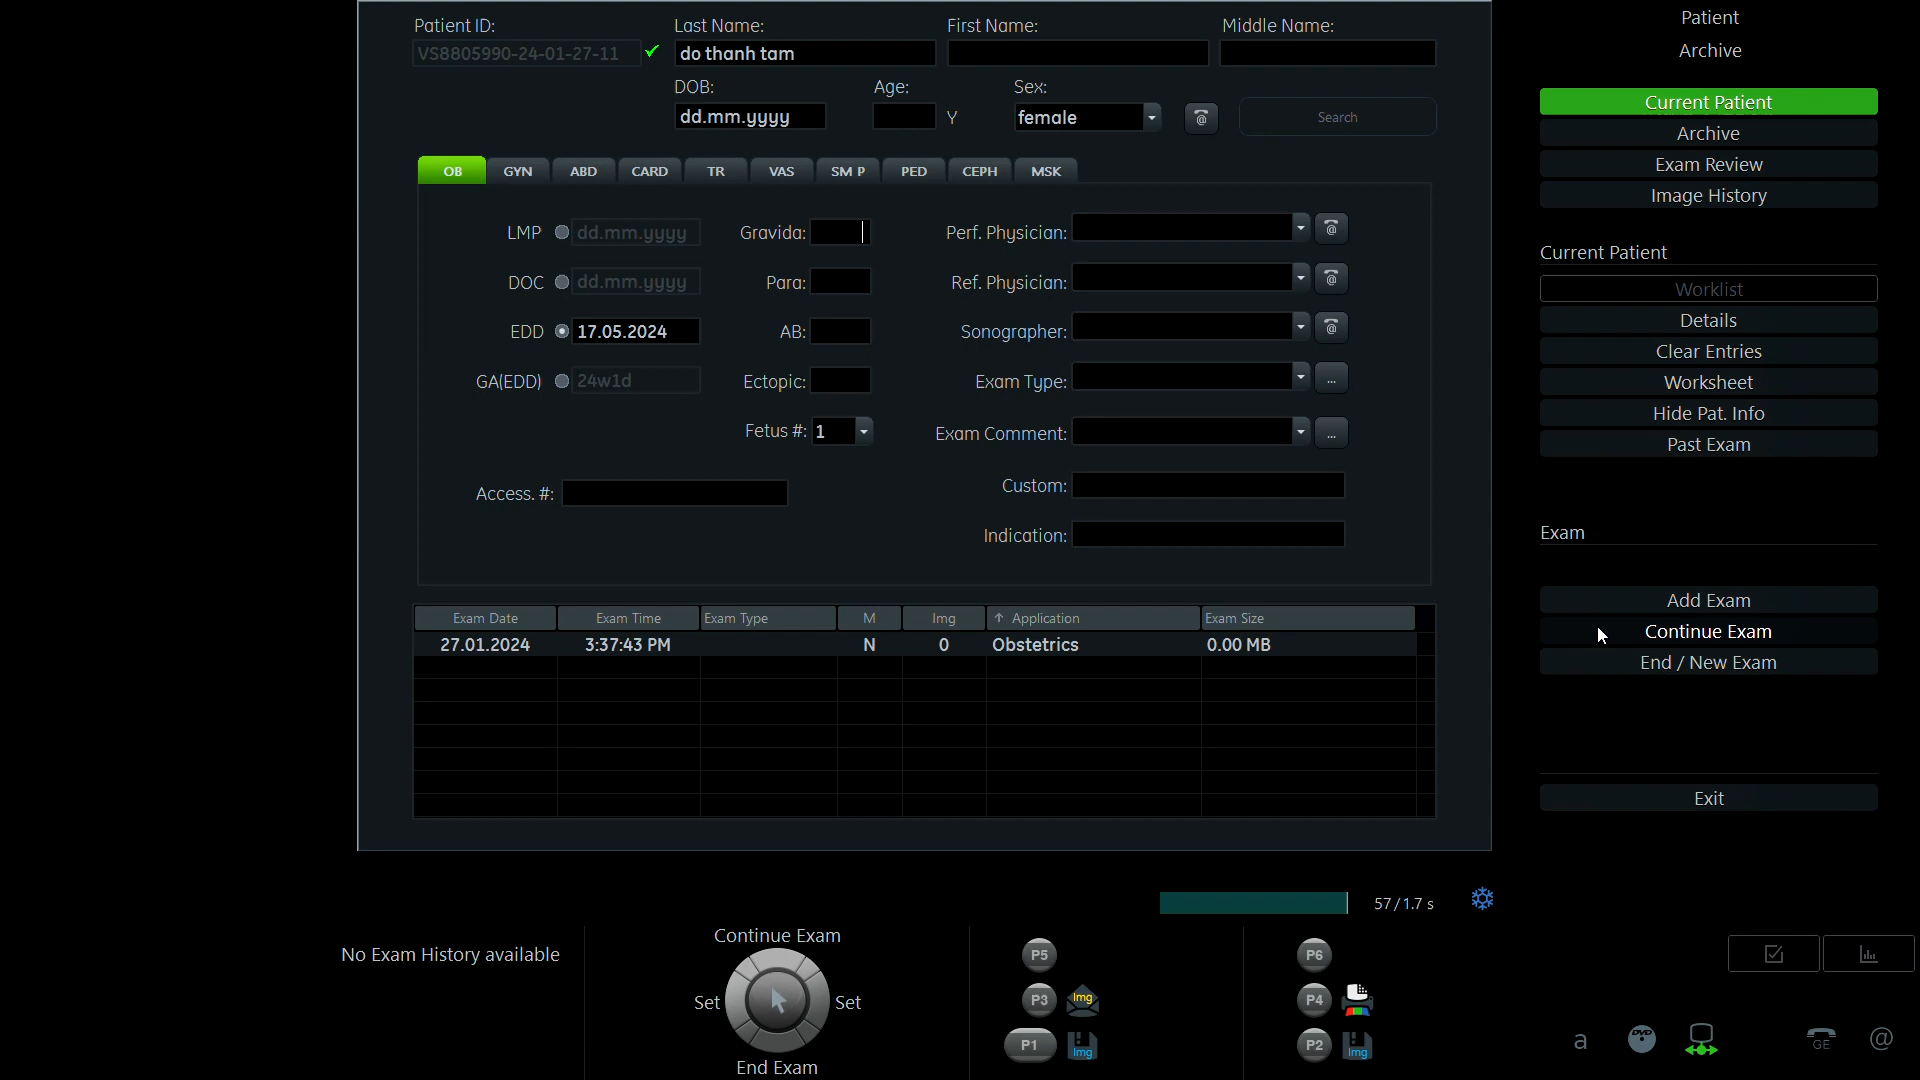 Patient ID: Last Name: First Name: Middle Name:
VS8805990-24-01-27-11 do thanh tam
DOB: Age: Sex:
dd.mm.yyyy Y female @ Search
OB GYN ABD CARD TR VAS SM P PED CEPH MSK
LMP dd.mm.yyyy Gravida: Perf. Physician: @
DOC dd.mm.yyyy Para: Ref. Physician: @
EDD 17.05.2024 AB: Sonographer: @
GA(EDD) 24w1d Ectopic: Exam Type: ...
Fetus #: 1 Exam Comment: ...
Access. #: Custom:
Indication:
Exam Date Exam Time Exam Type M Img ↑ Application Exam Size
27.01.2024 3:37:43 PM N 0 Obstetrics 0.00 MB
Patient
Archive
Current Patient
Archive
Exam Review
Image History
Current Patient
Worklist
Details
Clear Entries
Worksheet
Hide Pat. Info
Past Exam
Exam
Add Exam
Continue Exam
End / New Exam
Exit
57/1.7 s
No Exam History available
Continue Exam
Set Set
End Exam
P5 P6
P3 Img P4
P1 Img P2 Img
a DVD GE @